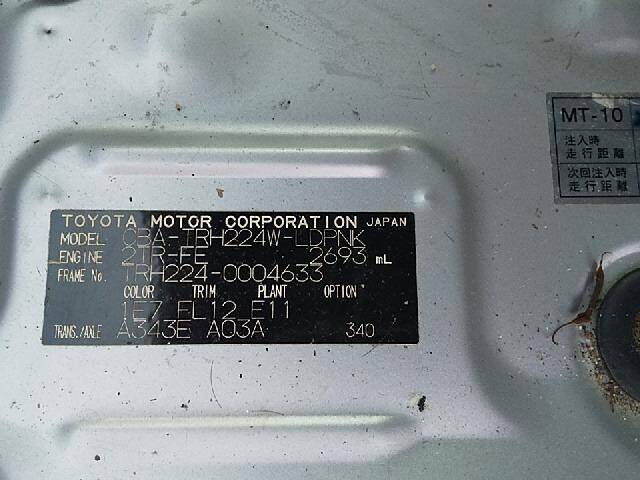 TOYOTA MOTOR CORPORATION JAPAN
MODEL CBA-TRH224W-LDPNK
ENGINE 2TR-FE 2693 mL
FRAME No. TRH224-0004633
COLOR TRIM PLANT OPTION
1E7 FL12 E11
TRANS./AXLE A343E A03A 340
MT-10
注入時
走行距離
次回注入時
走行距離